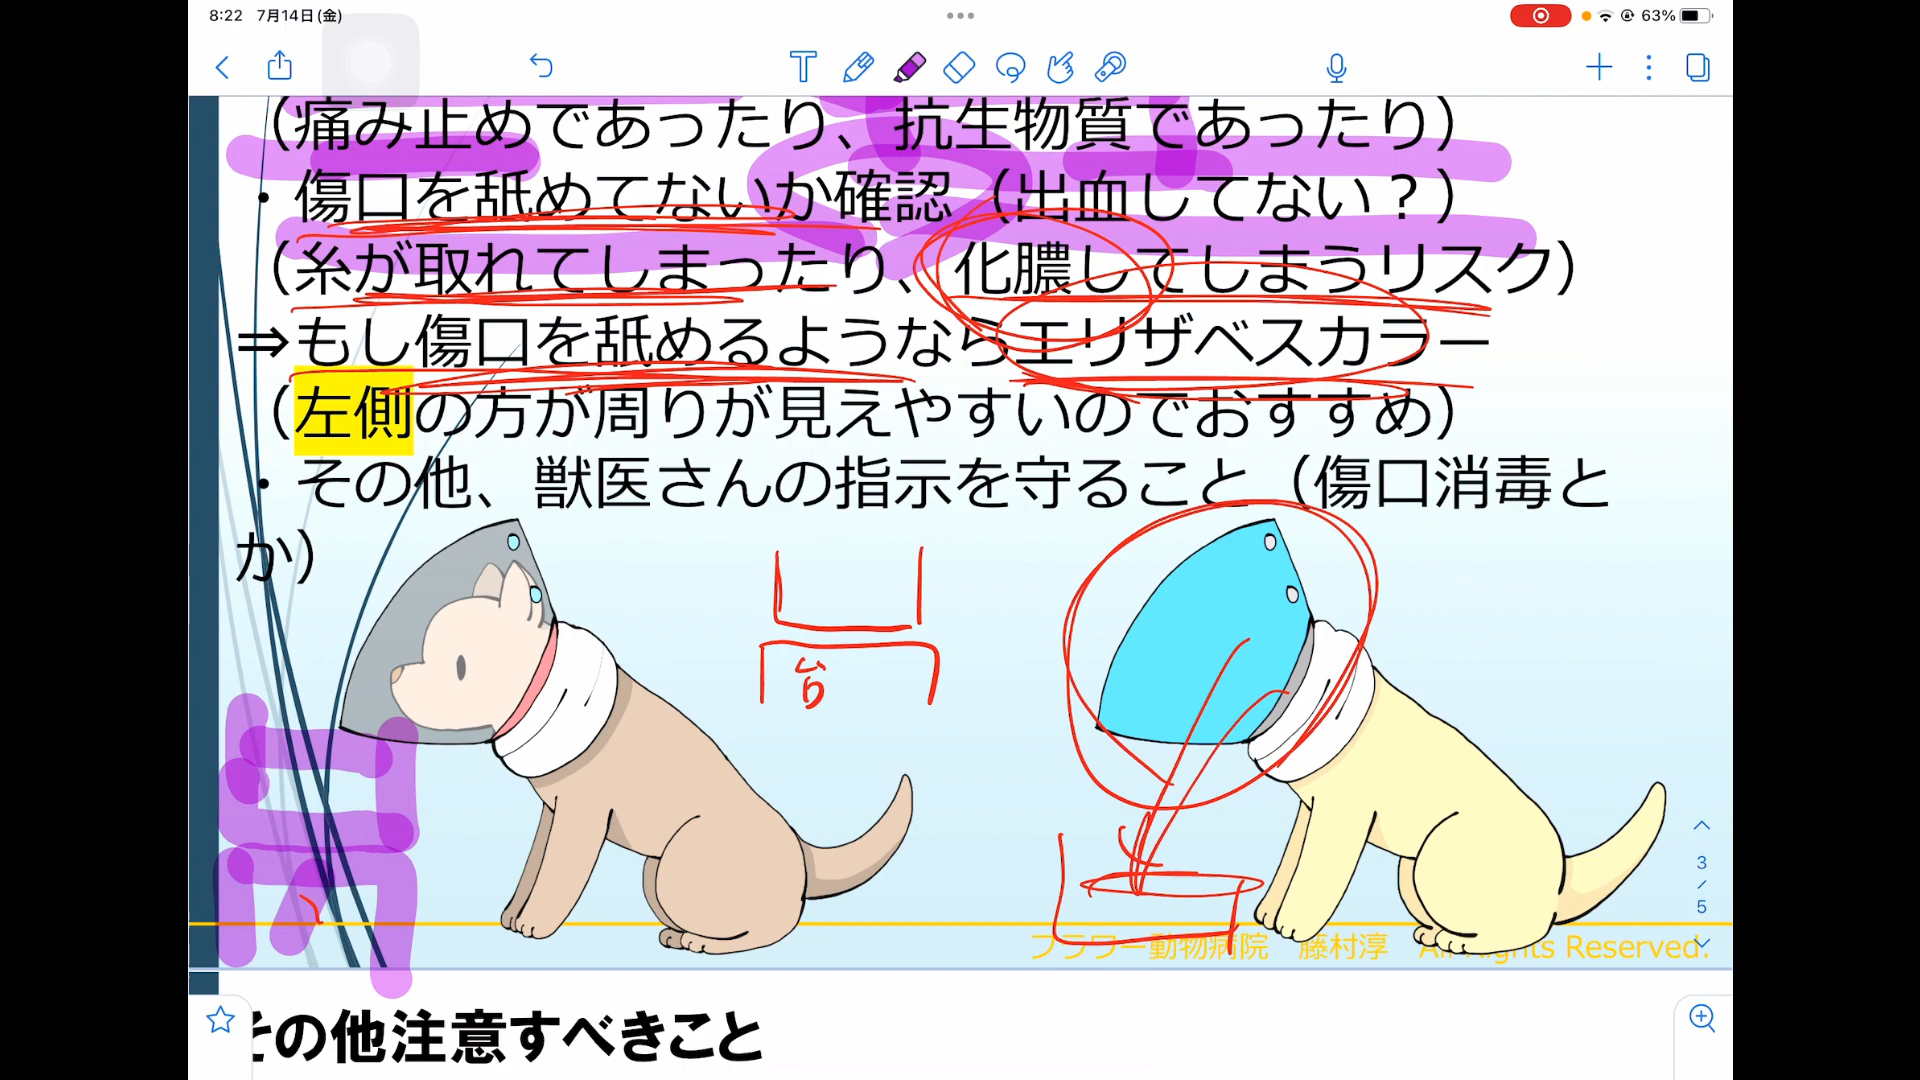 8:22 7月14日(金)
63%
（痛み止めであったり、抗生物質であったり）
・傷口を舐めてないか確認（出血してない？）
（糸が取れてしまったり、化膿してしまうリスク）
⇒もし傷口を舐めるようならエリザベスカラー
（左側の方が周りが見えやすいのでおすすめ）
・その他、獣医さんの指示を守ること（傷口消毒と
か）
台
3
/
5
フラワー動物病院 藤村淳 All Rights Reserved.
その他注意すべきこと